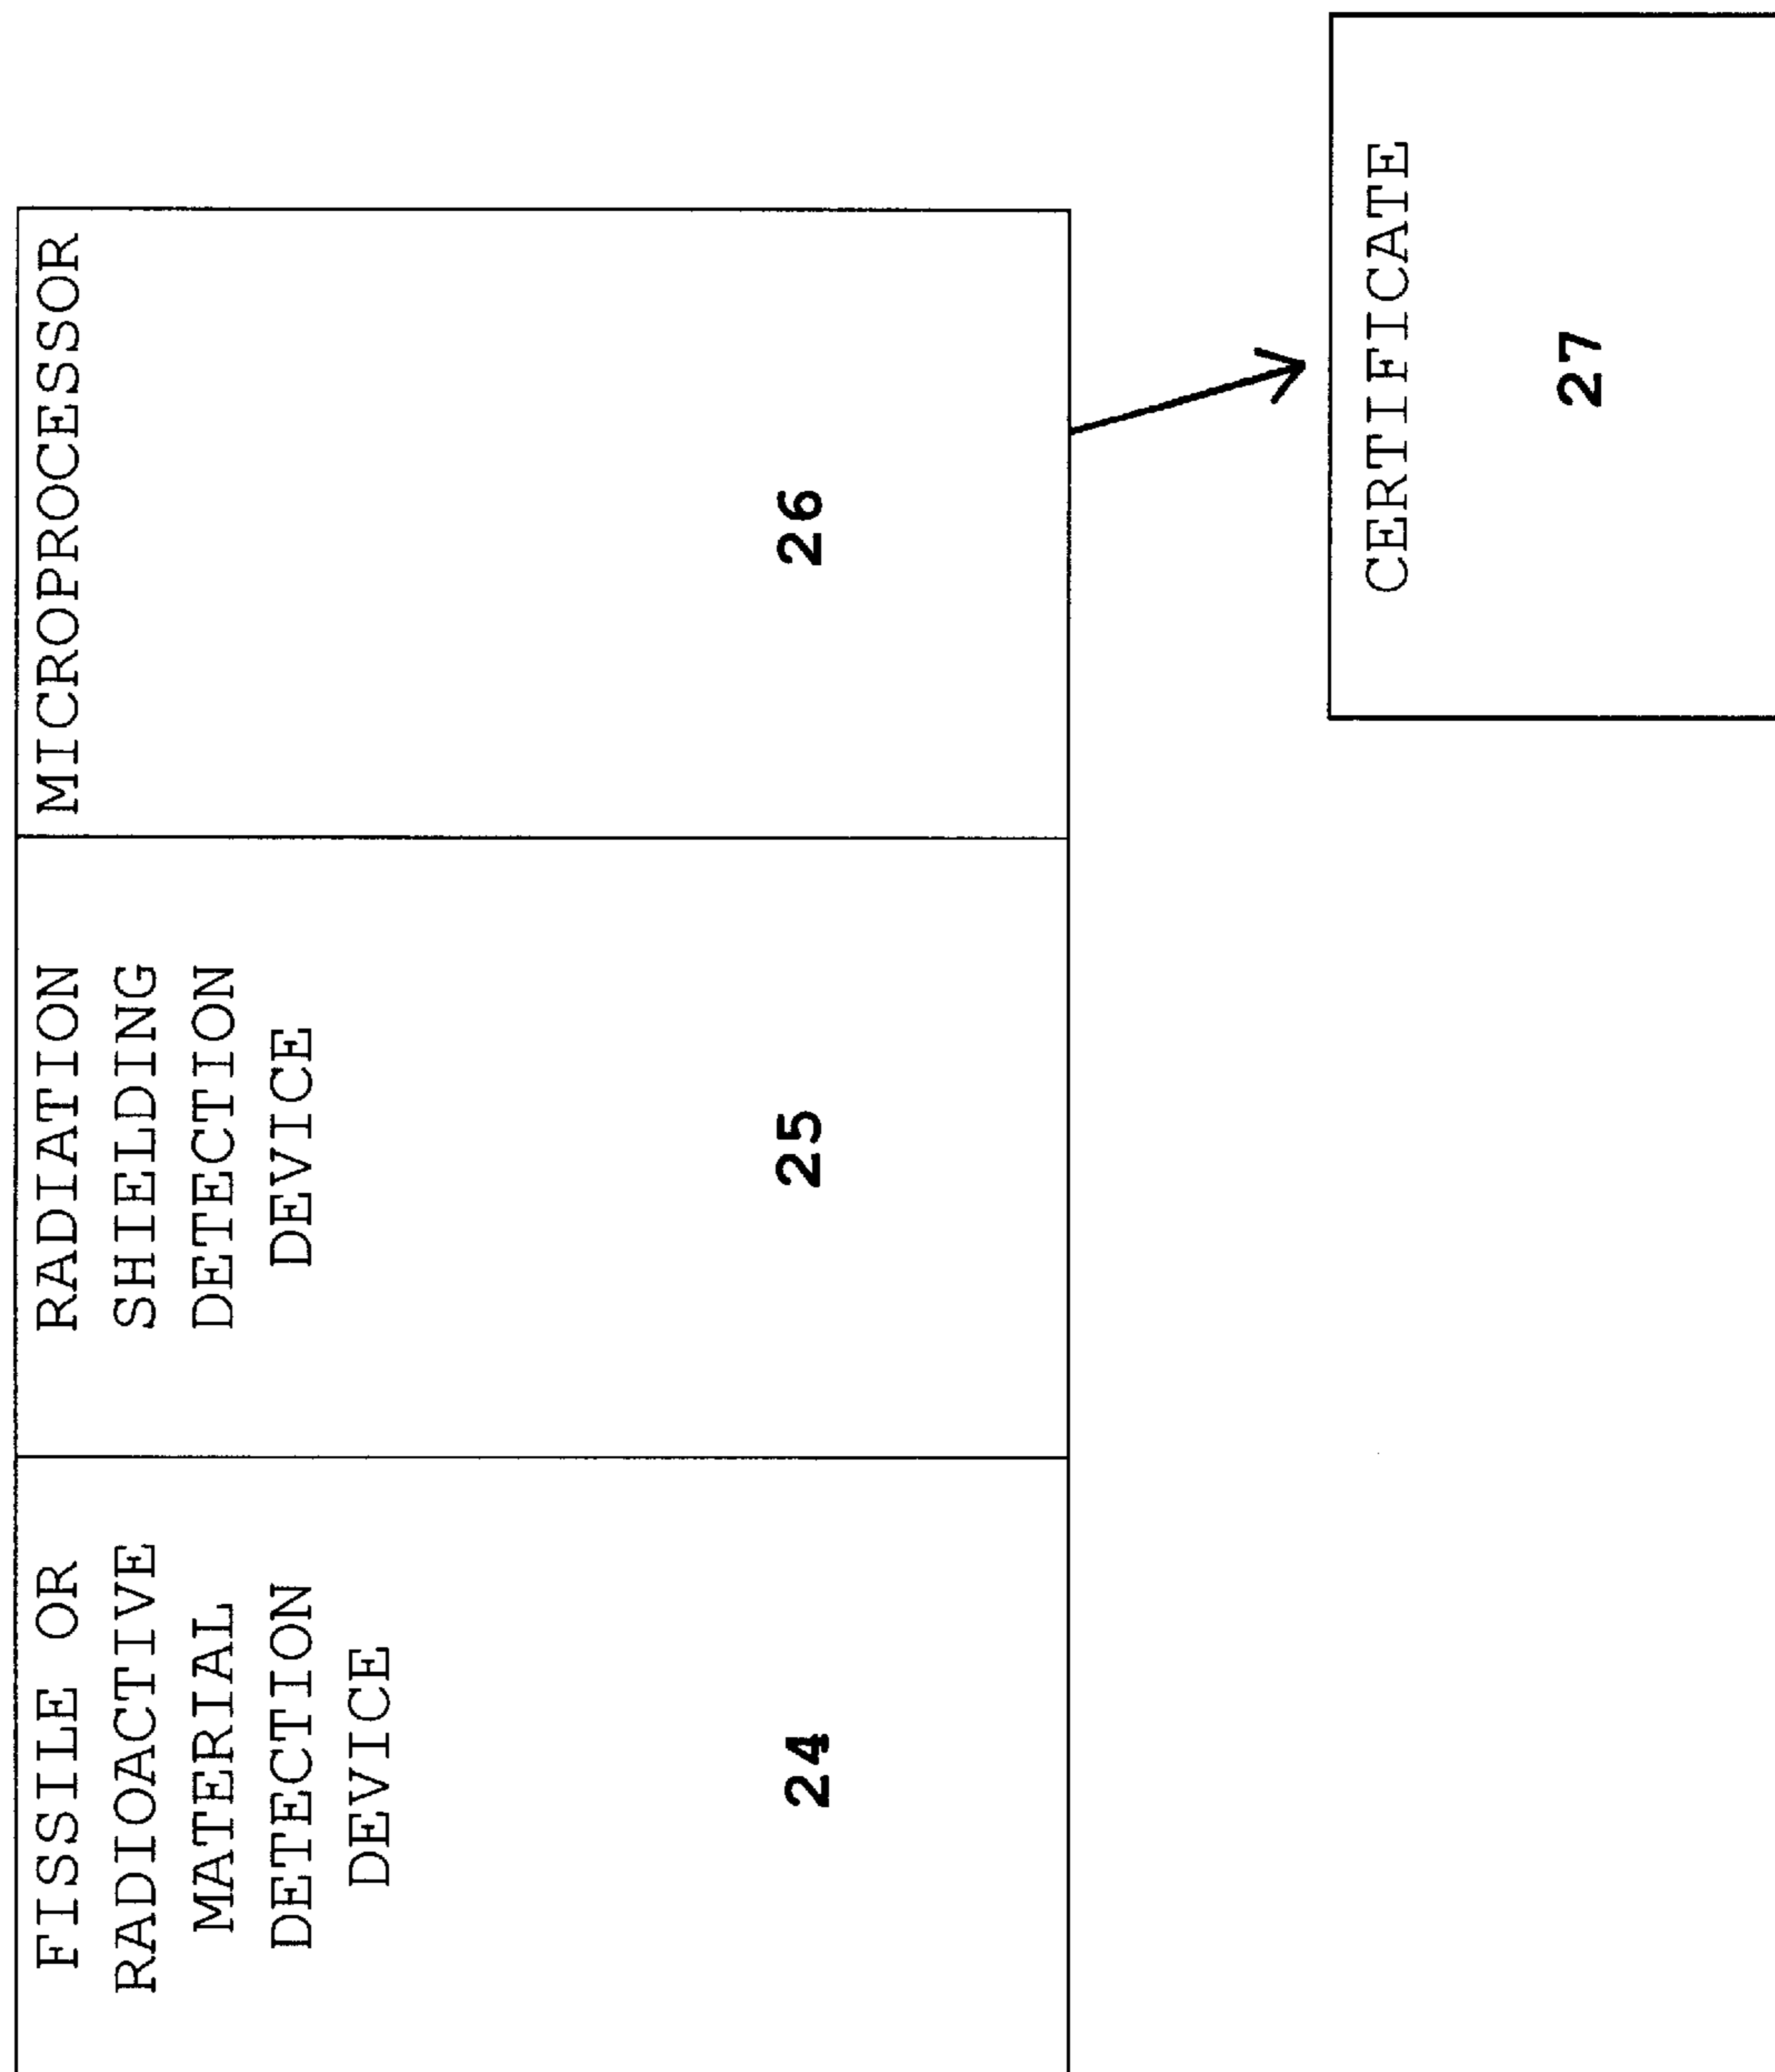 FISSILE OR
RADIOACTIVE
MATERIAL
DETECTION
DEVICE
24
RADIATION
SHIELDING
DETECTION
DEVICE
25
MICROPROCESSOR
26
CERTIFICATE
27